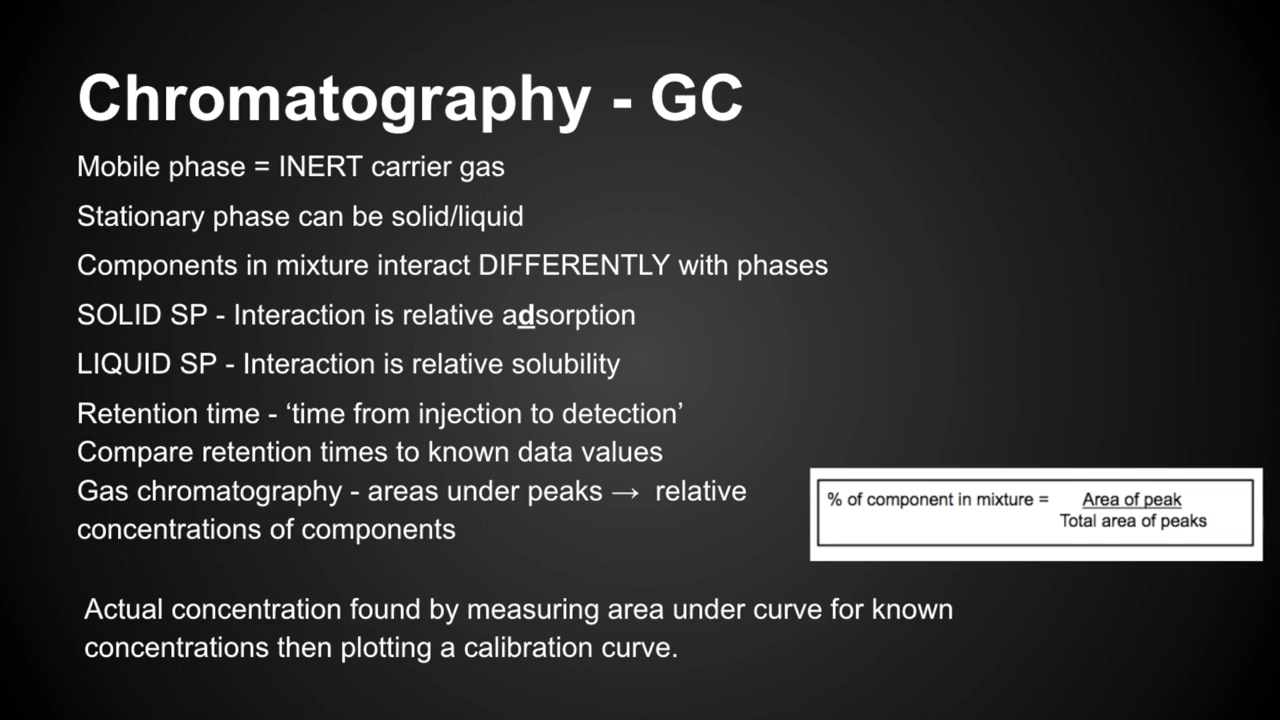 Chromatography - GC
Mobile phase = INERT carrier gas
Stationary phase can be solid/liquid
Components in mixture interact DIFFERENTLY with phases
SOLID SP - Interaction is relative adsorption
LIQUID SP - Interaction is relative solubility
Retention time - ‘time from injection to detection’
Compare retention times to known data values
Gas chromatography - areas under peaks → relative
concentrations of components
% of component in mixture = Area of peak
Total area of peaks
Actual concentration found by measuring area under curve for known
concentrations then plotting a calibration curve.